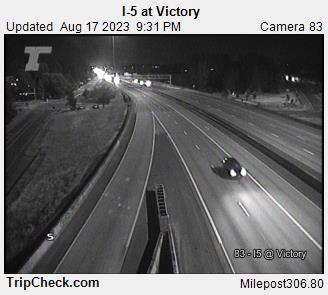 I-5 at Victory
Updated Aug 17 2023 9:31 PM Camera 83
T
S
83 - I5 @ Victory
TripCheck.com Milepost306.80